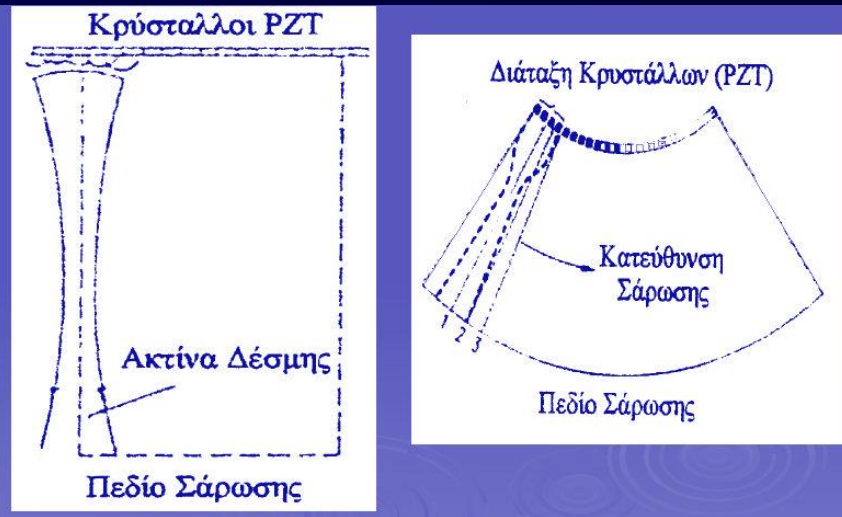 Κρύσταλλοι PZT
Ακτίνα Δέσμης
Πεδίο Σάρωσης
Διάταξη Κρυστάλλων (PZT)
Κατεύθυνση
Σάρωσης
1 2 3
Πεδίο Σάρωσης